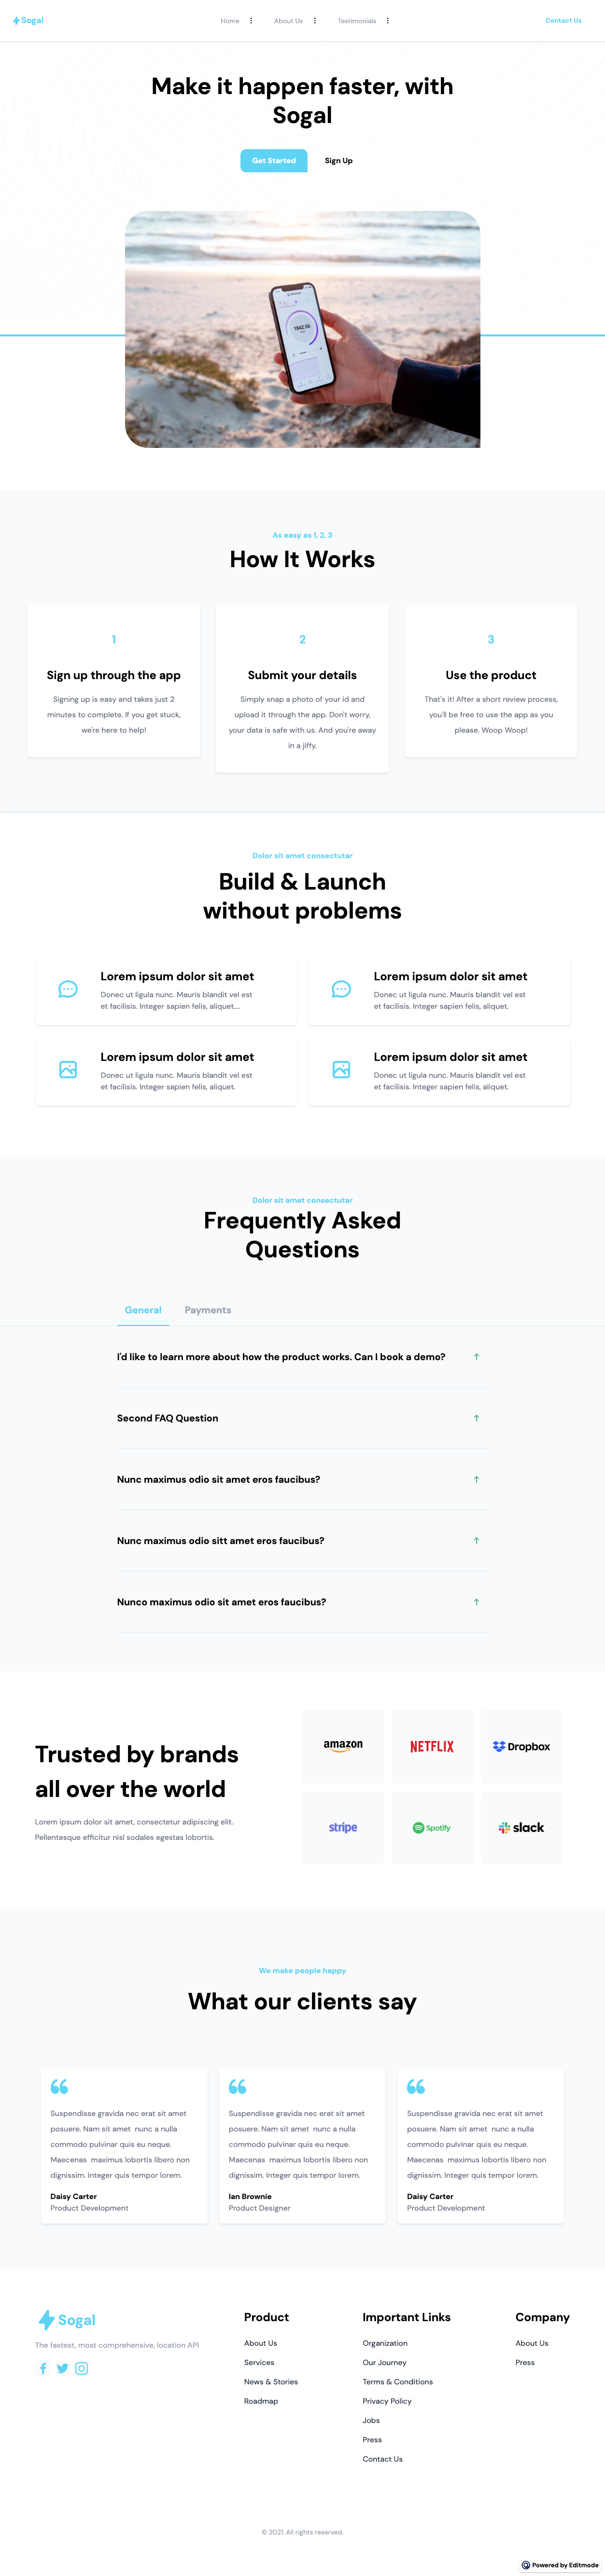 Sogal
Home
About Us
Testimonials
Contact Us
Make it happen faster, with
Sogal
Get Started
Sign Up
1842.56
As easy as 1, 2, 3
How It Works
1
Sign up through the app
Signing up is easy and takes just 2
minutes to complete. If you get stuck,
we're here to help!
2
Submit your details
Simply snap a photo of your id and
upload it through the app. Don't worry,
your data is safe with us. And you're away
in a jiffy.
3
Use the product
That's it! After a short review process,
you'll be free to use the app as you
please. Woop Woop!
Dolor sit amet consectutar
Build & Launch
without problems
Lorem ipsum dolor sit amet
Donec ut ligula nunc. Mauris blandit vel est
et facilisis. Integer sapien felis, aliquet....
Lorem ipsum dolor sit amet
Donec ut ligula nunc. Mauris blandit vel est
et facilisis. Integer sapien felis, aliquet.
Lorem ipsum dolor sit amet
Donec ut ligula nunc. Mauris blandit vel est
et facilisis. Integer sapien felis, aliquet.
Lorem ipsum dolor sit amet
Donec ut ligula nunc. Mauris blandit vel est
et facilisis. Integer sapien felis, aliquet.
Dolor sit amet consectutar
Frequently Asked
Questions
General
Payments
I'd like to learn more about how the product works. Can I book a demo?
Second FAQ Question
Nunc maximus odio sit amet eros faucibus?
Nunc maximus odio sitt amet eros faucibus?
Nunco maximus odio sit amet eros faucibus?
Trusted by brands
all over the world
Lorem ipsum dolor sit amet, consectetur adipiscing elit.
Pellentesque efficitur nisl sodales egestas lobortis.
amazon
NETFLIX
Dropbox
stripe
Spotify
slack
We make people happy
What our clients say
Suspendisse gravida nec erat sit amet
posuere. Nam sit amet  nunc a nulla
commodo pulvinar quis eu neque.
Maecenas  maximus lobortis libero non
dignissim. Integer quis tempor lorem.
Daisy Carter
Product Development
Suspendisse gravida nec erat sit amet
posuere. Nam sit amet  nunc a nulla
commodo pulvinar quis eu neque.
Maecenas  maximus lobortis libero non
dignissim. Integer quis tempor lorem.
Ian Brownie
Product Designer
Suspendisse gravida nec erat sit amet
posuere. Nam sit amet  nunc a nulla
commodo pulvinar quis eu neque.
Maecenas  maximus lobortis libero non
dignissim. Integer quis tempor lorem.
Daisy Carter
Product Development
Sogal
The fastest, most comprehensive, location API
Product
About Us
Services
News & Stories
Roadmap
Important Links
Organization
Our Journey
Terms & Conditions
Privacy Policy
Jobs
Press
Contact Us
Company
About Us
Press
© 2021. All rights reserved.
Powered by Editmode